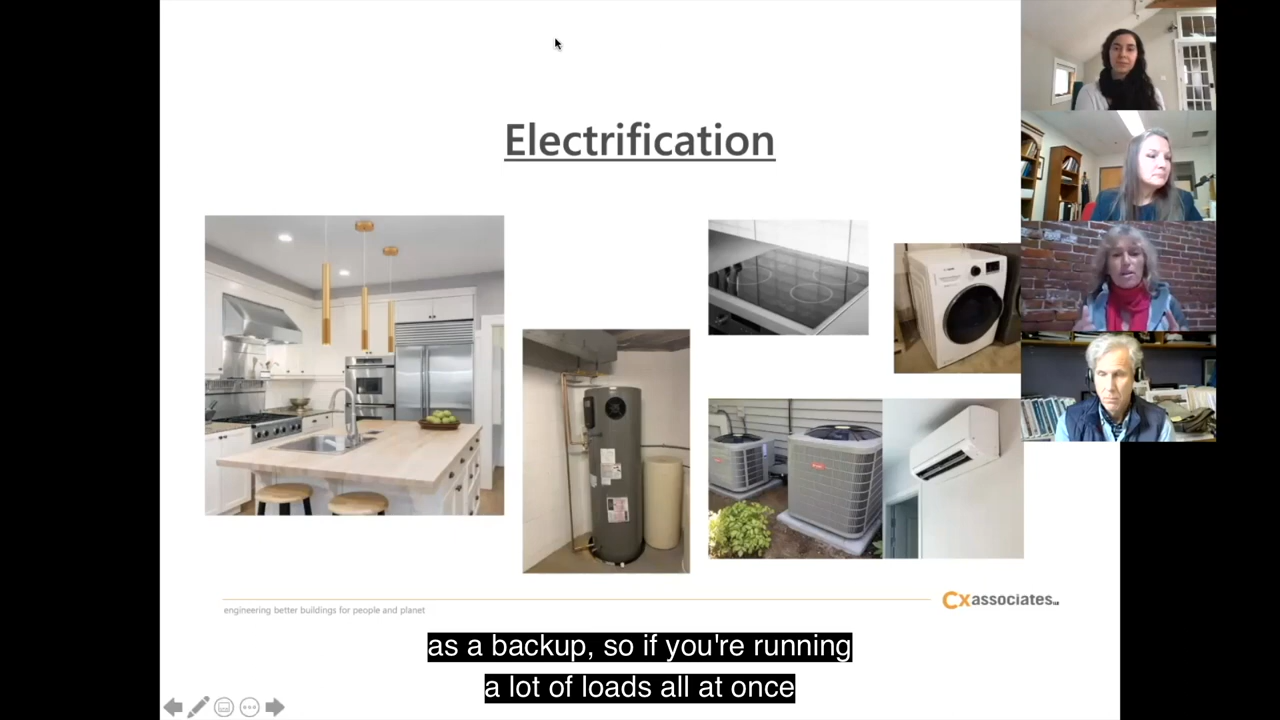 Electrification
engineering better buildings for people and planet
Cxassociates
as a backup, so if you're running
a lot of loads all at once